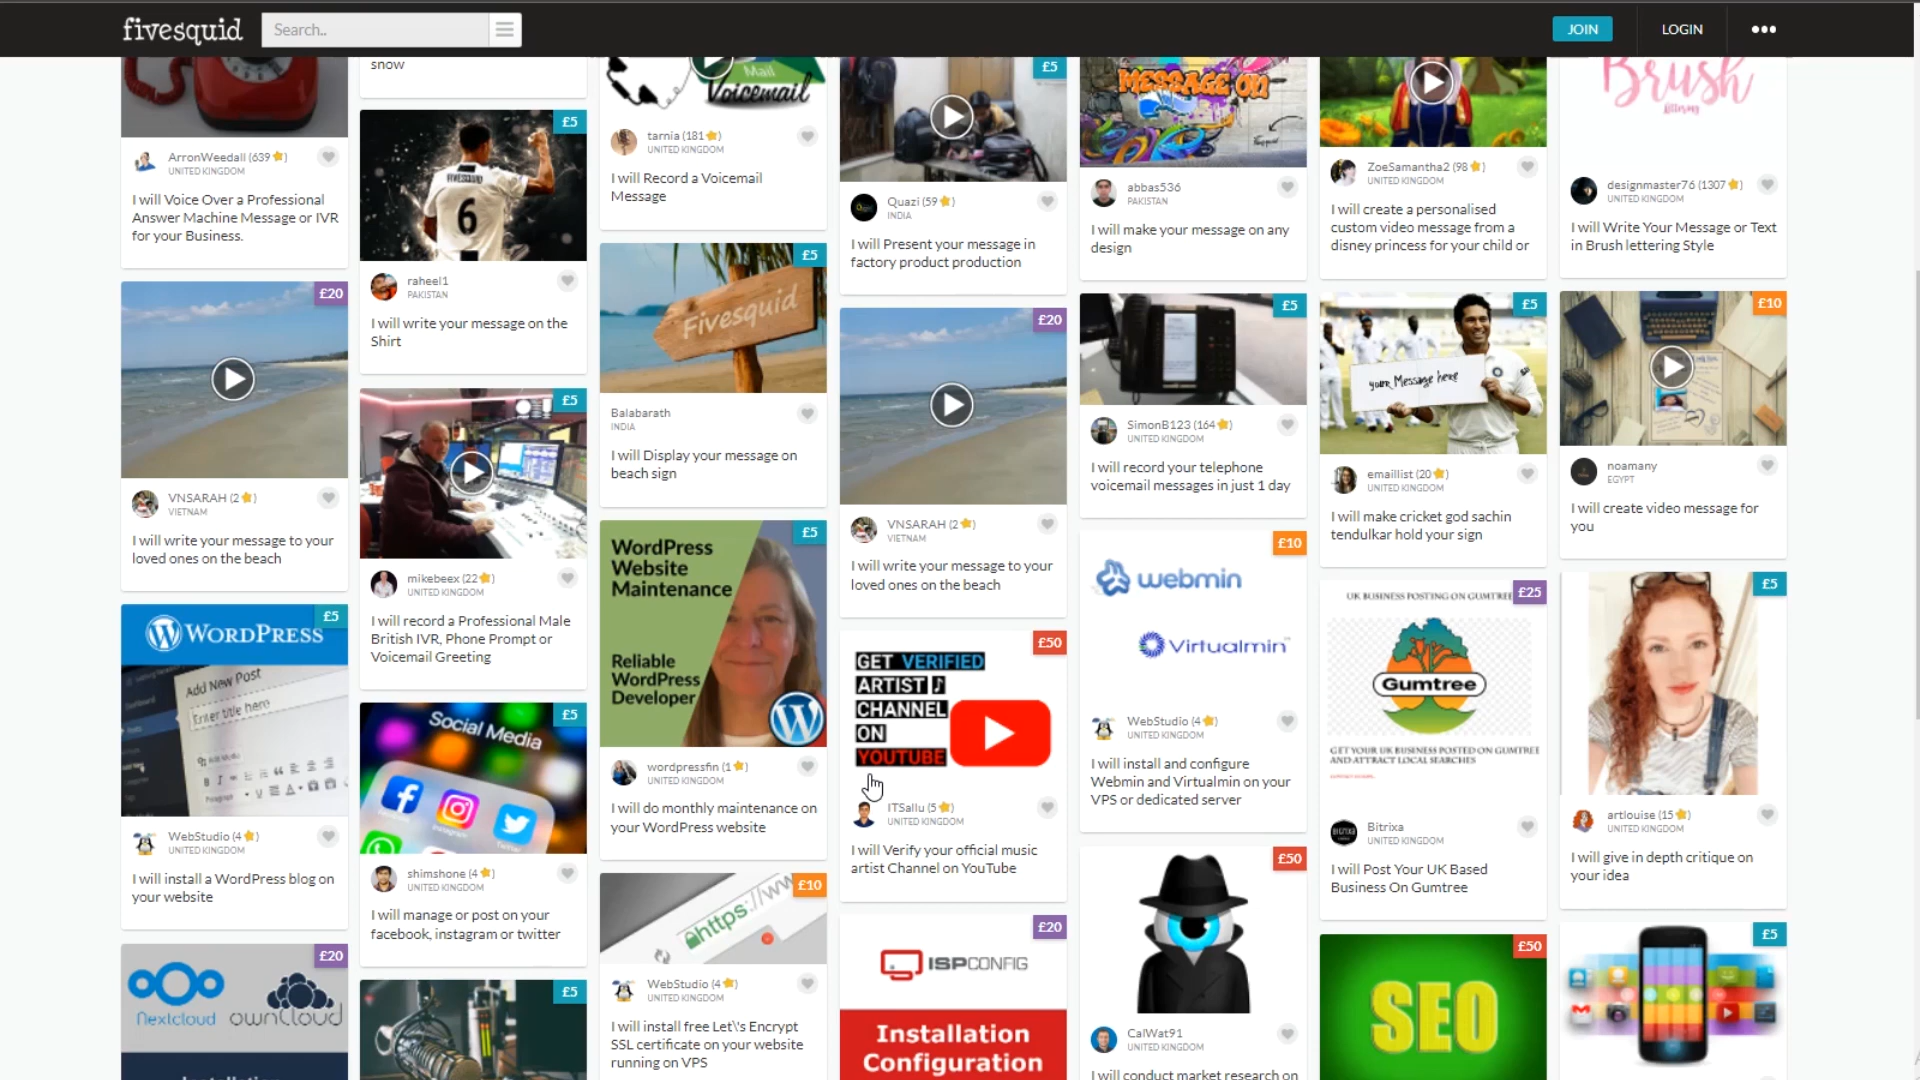 fivesquid
Search..
JOIN
LOGIN
ArronWeedall (639)
UNITED KINGDOM
I will Voice Over a Professional
Answer Machine Message or IVR
for your Business.
£20
VNSARAH (2)
VIETNAM
I will write your message to your
loved ones on the beach
£5
WORDPRESS
Add New Post
Enter title here
WebStudio (4)
UNITED KINGDOM
I will install a WordPress blog on
your website
£20
Nextcloud
ownCloud
snow
£5
FIVESQUID
6
raheel1
PAKISTAN
I will write your message on the
Shirt
£5
mikebeex (22)
UNITED KINGDOM
I will record a Professional Male
British IVR, Phone Prompt or
Voicemail Greeting
£5
Social Media
shimshone (4)
UNITED KINGDOM
I will manage or post on your
facebook, instagram or twitter
£5
Mail
Voicemail
tarnia (181)
UNITED KINGDOM
I will Record a Voicemail
Message
£5
Fivesquid
Balabarath
INDIA
I will Display your message on
beach sign
£5
WordPress
Website
Maintenance
Reliable
WordPress
Developer
wordpressfin (1)
UNITED KINGDOM
I will do monthly maintenance on
your WordPress website
£10
https://ww
WebStudio (4)
UNITED KINGDOM
I will install free Let\'s Encrypt
SSL certificate on your website
running on VPS
£5
Quazi (59)
INDIA
I will Present your message in
factory product production
£20
VNSARAH (2)
VIETNAM
I will write your message to your
loved ones on the beach
£50
GET VERIFIED
ARTIST
CHANNEL
ON
YOUTUBE
ITSallu (5)
UNITED KINGDOM
I will Verify your official music
artist Channel on YouTube
£20
ISPCONFIG
Installation
Configuration
MESSAGE ON
abbas536
PAKISTAN
I will make your message on any
design
£5
SimonB123 (164)
UNITED KINGDOM
I will record your telephone
voicemail messages in just 1 day
£10
webmin
Virtualmin
WebStudio (4)
UNITED KINGDOM
I will install and configure
Webmin and Virtualmin on your
VPS or dedicated server
£50
CalWat91
UNITED KINGDOM
I will conduct market research on
ZoeSamantha2 (98)
UNITED KINGDOM
I will create a personalised
custom video message from a
disney princess for your child or
£5
your Message here
emaillist (20)
UNITED KINGDOM
I will make cricket god sachin
tendulkar hold your sign
£25
UK BUSINESS POSTING ON GUMTREE
Gumtree
GET YOUR UK BUSINESS POSTED ON GUMTREE
AND ATTRACT LOCAL SEARCHES
Bitrixa
UNITED KINGDOM
I will Post Your UK Based
Business On Gumtree
£50
SEO
Brush
lettering
designmaster76 (1307)
UNITED KINGDOM
I will Write Your Message or Text
in Brush lettering Style
£10
noamany
EGYPT
I will create video message for
you
£5
artlouise (15)
UNITED KINGDOM
I will give in depth critique on
your idea
£5